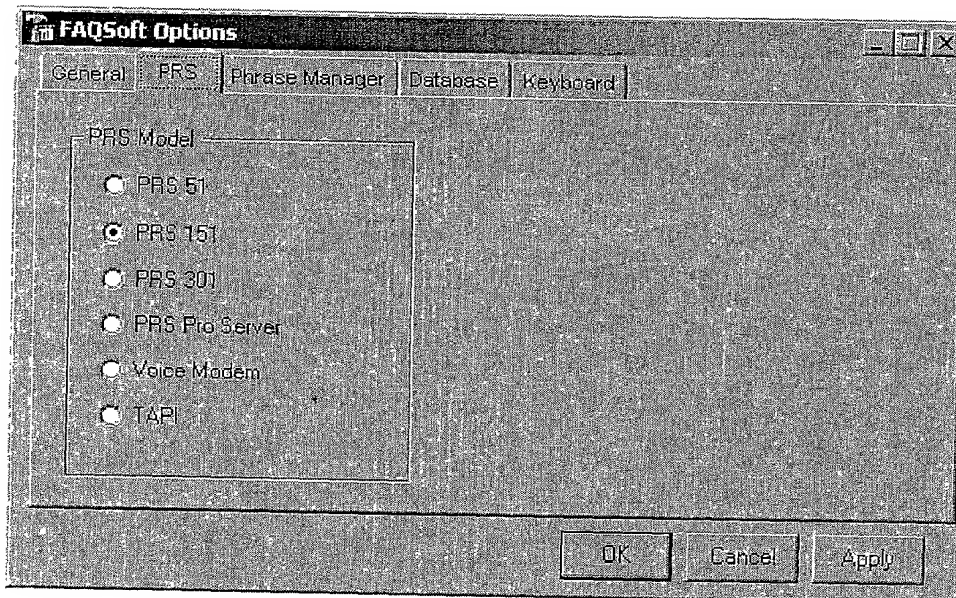 FAQSoft Options
General PRS Phrase Manager Database Keyboard
PRS Model
PRS 51
PRS 151
PRS 301
PRS Pro Server
Voice Modem
TAPI
OK Cancel Apply